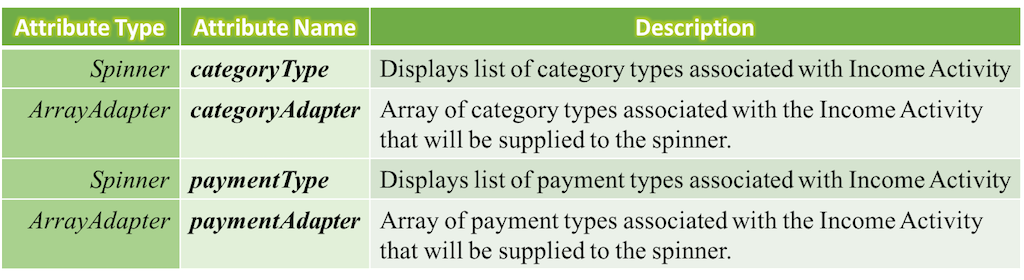 Attribute Type Attribute Name Description
Spinner categoryType Displays list of category types associated with Income Activity
ArrayAdapter categoryAdapter Array of category types associated with the Income Activity
that will be supplied to the spinner.
Spinner paymentType Displays list of payment types associated with Income Activity
ArrayAdapter paymentAdapter Array of payment types associated with the Income Activity
that will be supplied to the spinner.